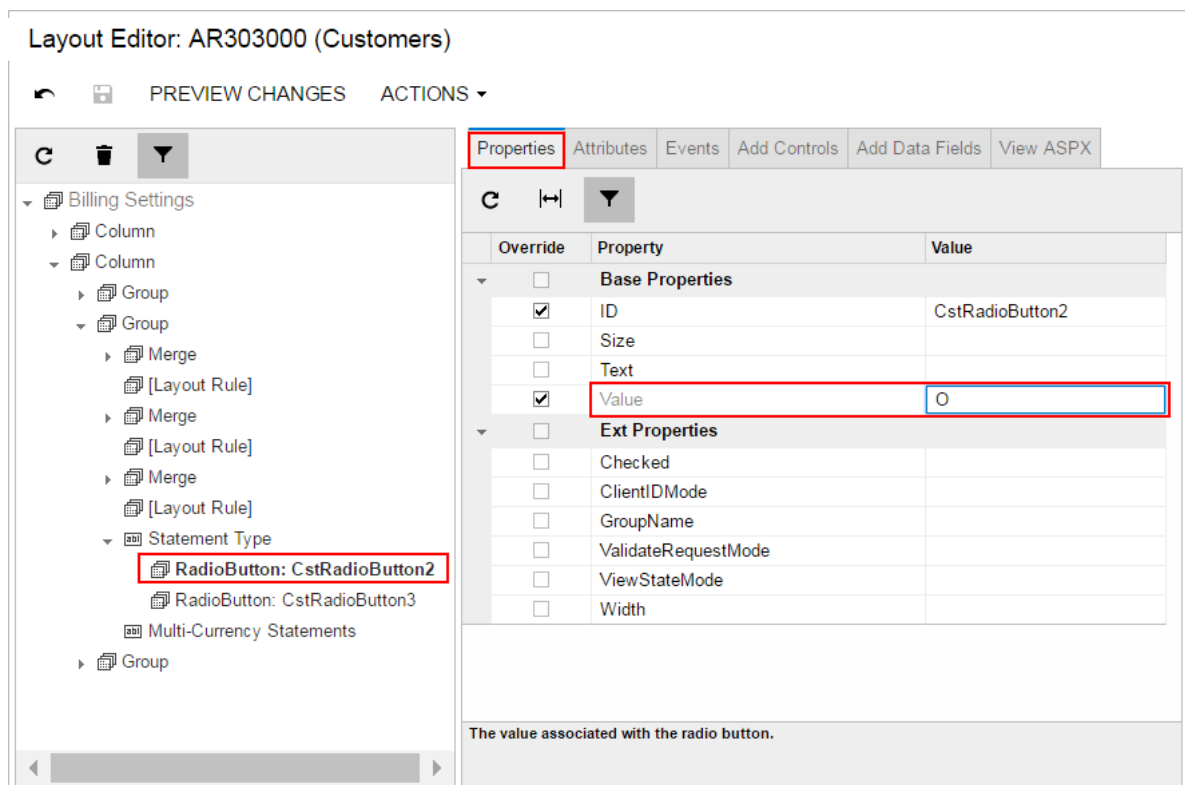 Layout Editor: AR303000 (Customers)
PREVIEW CHANGES ACTIONS
Billing Settings
Column
Column
Group
Group
Merge
[Layout Rule]
Merge
[Layout Rule]
Merge
[Layout Rule]
Statement Type
RadioButton: CstRadioButton2
RadioButton: CstRadioButton3
Multi-Currency Statements
Group
Properties Attributes Events Add Controls Add Data Fields View ASPX
Override Property Value
Base Properties
ID CstRadioButton2
Size
Text
Value O
Ext Properties
Checked
ClientIDMode
GroupName
ValidateRequestMode
ViewStateMode
Width
The value associated with the radio button.